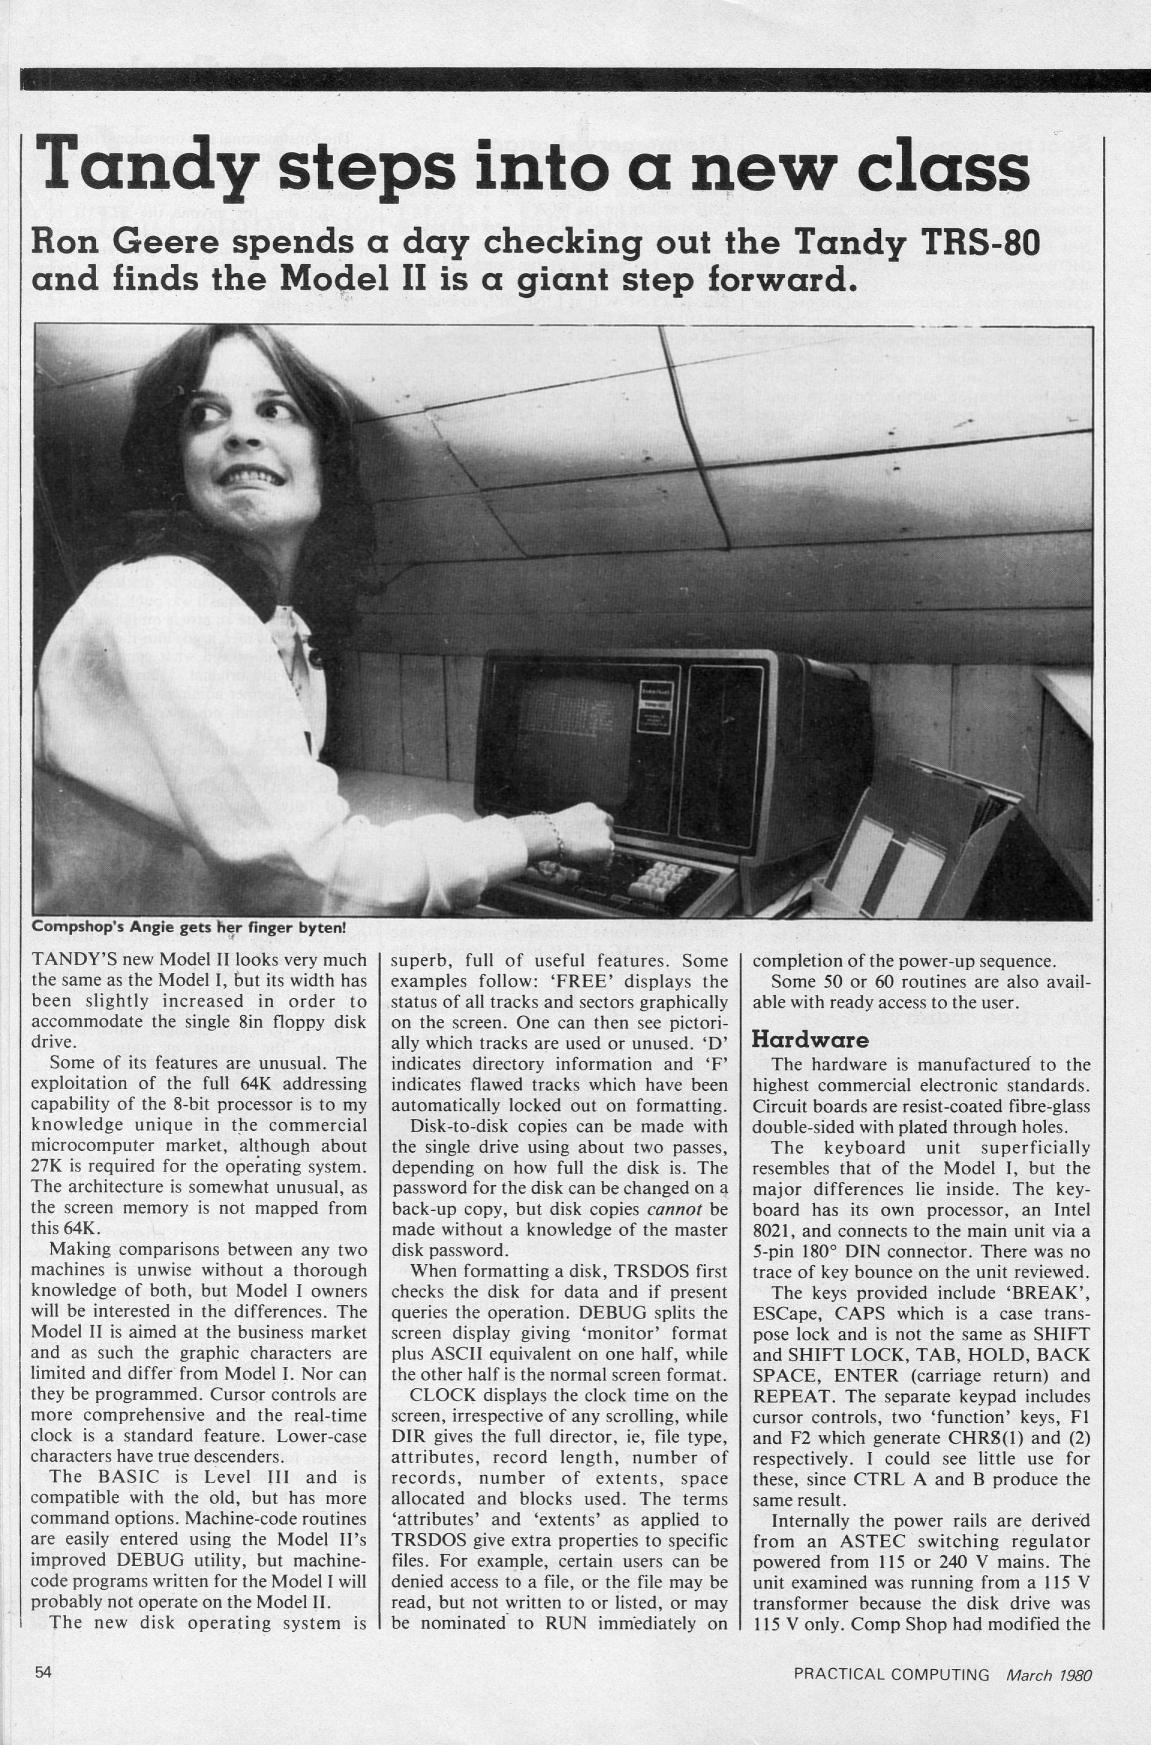 Tandy steps into a new class
Ron Geere spends a day checking out the Tandy TRS-80
and finds the Model II is a giant step forward.
TRS-80
Compshop's Angie gets her finger byten!
TANDY'S new Model II looks very much
the same as the Model I, but its width has
been slightly increased in order to
accommodate the single 8in floppy disk
drive.
Some of its features are unusual. The
exploitation of the full 64K addressing
capability of the 8-bit processor is to my
knowledge unique in the commercial
microcomputer market, although about
27K is required for the operating system.
The architecture is somewhat unusual, as
the screen memory is not mapped from
this 64K.
Making comparisons between any two
machines is unwise without a thorough
knowledge of both, but Model I owners
will be interested in the differences. The
Model II is aimed at the business market
and as such the graphic characters are
limited and differ from Model I. Nor can
they be programmed. Cursor controls are
more comprehensive and the real-time
clock is a standard feature. Lower-case
characters have true descenders.
The BASIC is Level III and is
compatible with the old, but has more
command options. Machine-code routines
are easily entered using the Model II's
improved DEBUG utility, but machine-
code programs written for the Model I will
probably not operate on the Model II.
The new disk operating system is
superb, full of useful features. Some
examples follow: 'FREE' displays the
status of all tracks and sectors graphically
on the screen. One can then see pictori-
ally which tracks are used or unused. 'D'
indicates directory information and 'F'
indicates flawed tracks which have been
automatically locked out on formatting.
Disk-to-disk copies can be made with
the single drive using about two passes,
depending on how full the disk is. The
password for the disk can be changed on a
back-up copy, but disk copies cannot be
made without a knowledge of the master
disk password.
When formatting a disk, TRSDOS first
checks the disk for data and if present
queries the operation. DEBUG splits the
screen display giving 'monitor' format
plus ASCII equivalent on one half, while
the other half is the normal screen format.
CLOCK displays the clock time on the
screen, irrespective of any scrolling, while
DIR gives the full director, ie, file type,
attributes, record length, number of
records, number of extents, space
allocated and blocks used. The terms
'attributes' and 'extents' as applied to
TRSDOS give extra properties to specific
files. For example, certain users can be
denied access to a file, or the file may be
read, but not written to or listed, or may
be nominated to RUN immediately on
completion of the power-up sequence.
Some 50 or 60 routines are also avail-
able with ready access to the user.
Hardware
The hardware is manufactured to the
highest commercial electronic standards.
Circuit boards are resist-coated fibre-glass
double-sided with plated through holes.
The keyboard unit superficially
resembles that of the Model I, but the
major differences lie inside. The key-
board has its own processor, an Intel
8021, and connects to the main unit via a
5-pin 180° DIN connector. There was no
trace of key bounce on the unit reviewed.
The keys provided include 'BREAK',
ESCape, CAPS which is a case trans-
pose lock and is not the same as SHIFT
and SHIFT LOCK, TAB, HOLD, BACK
SPACE, ENTER (carriage return) and
REPEAT. The separate keypad includes
cursor controls, two 'function' keys, F1
and F2 which generate CHR8(1) and (2)
respectively. I could see little use for
these, since CTRL A and B produce the
same result.
Internally the power rails are derived
from an ASTEC switching regulator
powered from 115 or 240 V mains. The
unit examined was running from a 115 V
transformer because the disk drive was
115 V only. Comp Shop had modified the
54
PRACTICAL COMPUTING March 1980